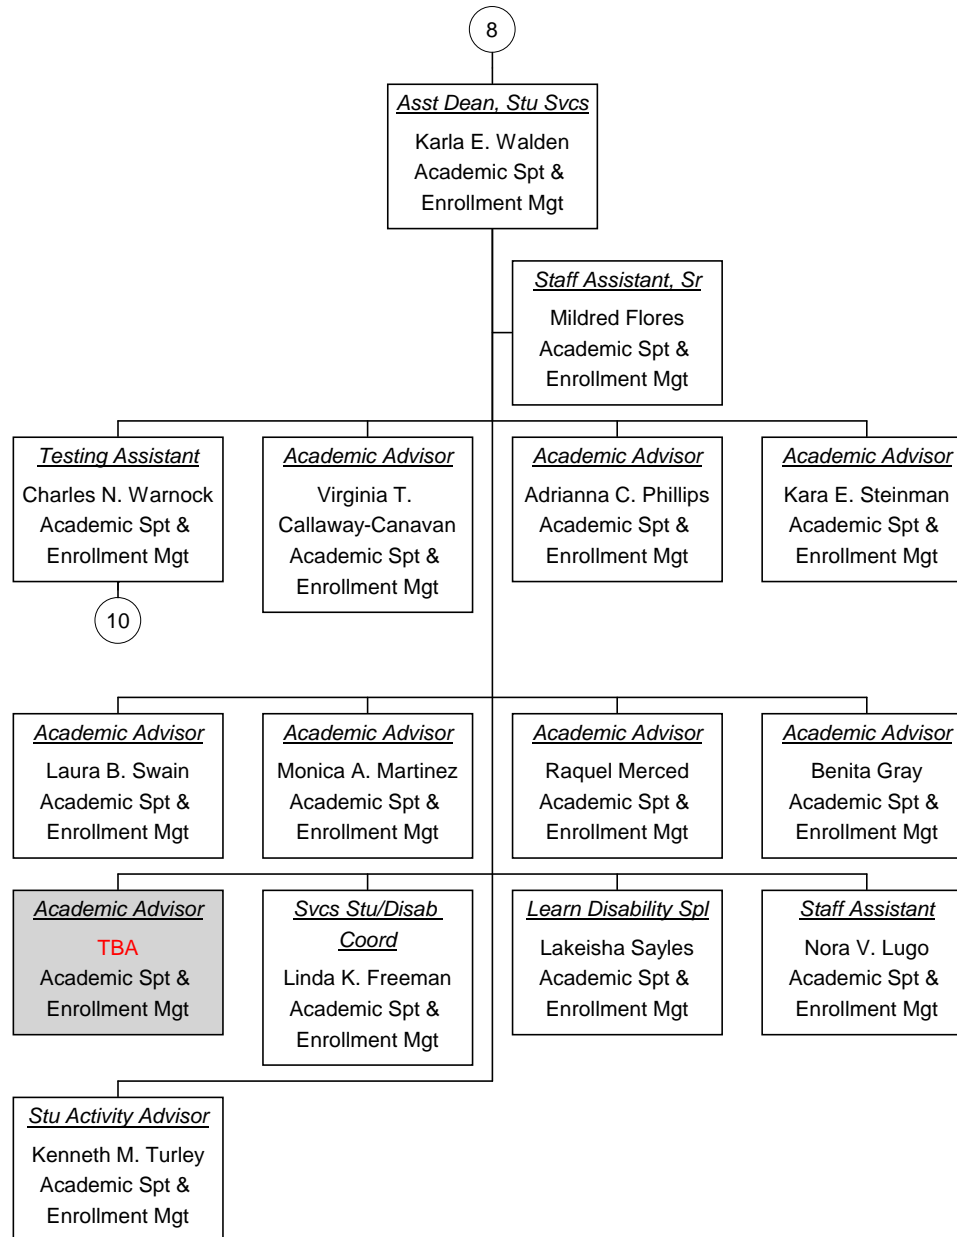 8
Asst Dean, Stu Svcs
Karla E. Walden
Academic Spt &
Enrollment Mgt
Staff Assistant, Sr
Mildred Flores
Academic Spt &
Enrollment Mgt
Testing Assistant
Charles N. Warnock
Academic Spt &
Enrollment Mgt
10
Academic Advisor
Virginia T.
Callaway-Canavan
Academic Spt &
Enrollment Mgt
Academic Advisor
Adrianna C. Phillips
Academic Spt &
Enrollment Mgt
Academic Advisor
Kara E. Steinman
Academic Spt &
Enrollment Mgt
Academic Advisor
Laura B. Swain
Academic Spt &
Enrollment Mgt
Academic Advisor
Monica A. Martinez
Academic Spt &
Enrollment Mgt
Academic Advisor
Raquel Merced
Academic Spt &
Enrollment Mgt
Academic Advisor
Benita Gray
Academic Spt &
Enrollment Mgt
Academic Advisor
TBA
Academic Spt &
Enrollment Mgt
Svcs Stu/Disab
Coord
Linda K. Freeman
Academic Spt &
Enrollment Mgt
Learn Disability Spl
Lakeisha Sayles
Academic Spt &
Enrollment Mgt
Staff Assistant
Nora V. Lugo
Academic Spt &
Enrollment Mgt
Stu Activity Advisor
Kenneth M. Turley
Academic Spt &
Enrollment Mgt